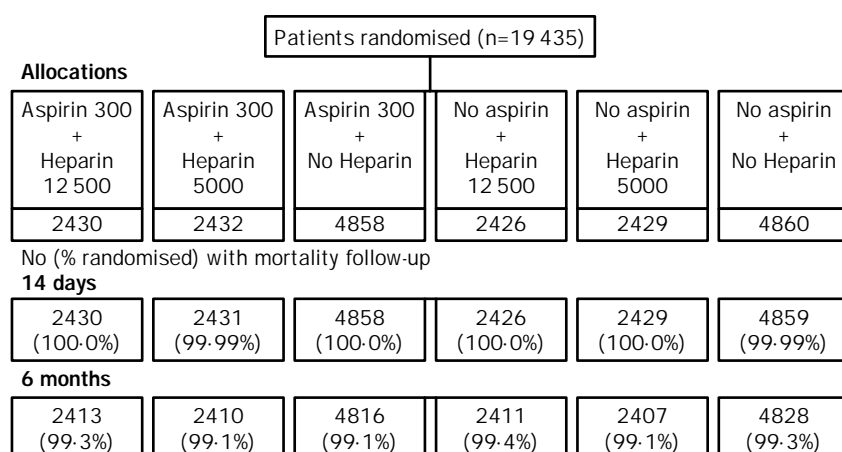 Patients randomised (n=19 435)
Allocations
Aspirin 300
+
Heparin
12 500
2430
Aspirin 300
+
Heparin
5000
2432
Aspirin 300
+
No Heparin
4858
No aspirin
+
Heparin
12 500
2426
No aspirin
+
Heparin
5000
2429
No aspirin
+
No Heparin
4860
No (% randomised) with mortality follow-up
14 days
2430
(100·0%)
2431
(99·99%)
4858
(100·0%)
2426
(100·0%)
2429
(100·0%)
4859
(99·99%)
6 months
2413
(99·3%)
2410
(99·1%)
4816
(99·1%)
2411
(99·4%)
2407
(99·1%)
4828
(99·3%)